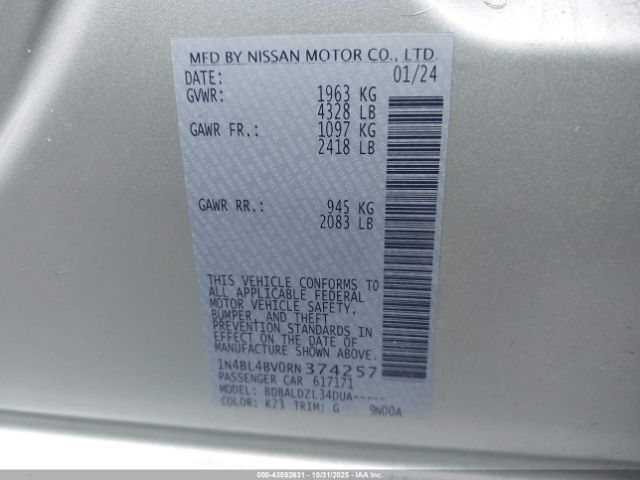 MFD BY NISSAN MOTOR CO., LTD.
DATE: 01/24
GVWR: 1963 KG
4328 LB
GAWR FR.: 1097 KG
2418 LB
GAWR RR.: 945 KG
2083 LB
THIS VEHICLE CONFORMS TO
ALL APPLICABLE FEDERAL
MOTOR VEHICLE SAFETY,
BUMPER, AND THEFT
PREVENTION STANDARDS IN
EFFECT ON THE DATE OF
MANUFACTURE SHOWN ABOVE.
1N4BL4BV0RN374257
PASSENGER CAR 617171
MODEL: BDBALDZL34DUA-----
COLOR: K23 TRIM: G 9N00A
000-43592631 - 10/31/2025 - IAA, Inc.